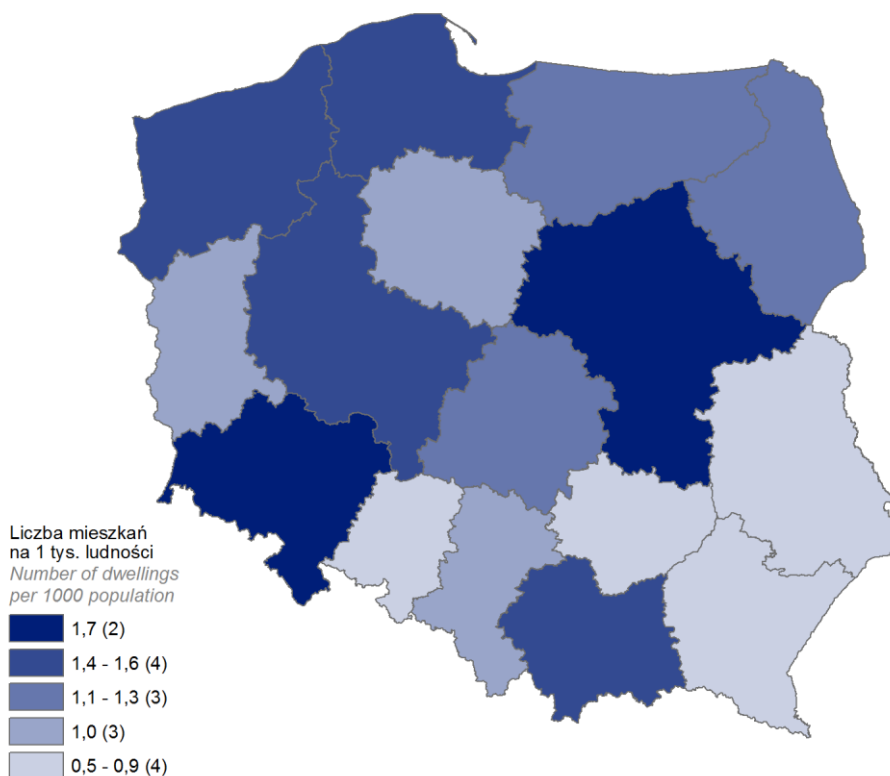 Liczba mieszkań
na 1 tys. ludności
Number of dwellings
per 1000 population
1,7 (2)
1,4 - 1,6 (4)
1,1 - 1,3 (3)
1,0 (3)
0,5 - 0,9 (4)